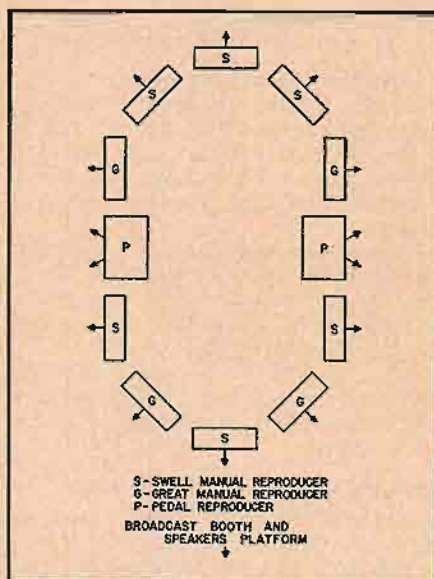 S
S S
G G
P P
S S
G G
S
S-SWELL MANUAL REPRODUCER
G-GREAT MANUAL REPRODUCER
P-PEDAL REPRODUCER
BROADCAST BOOTH AND
SPEAKERS PLATFORM